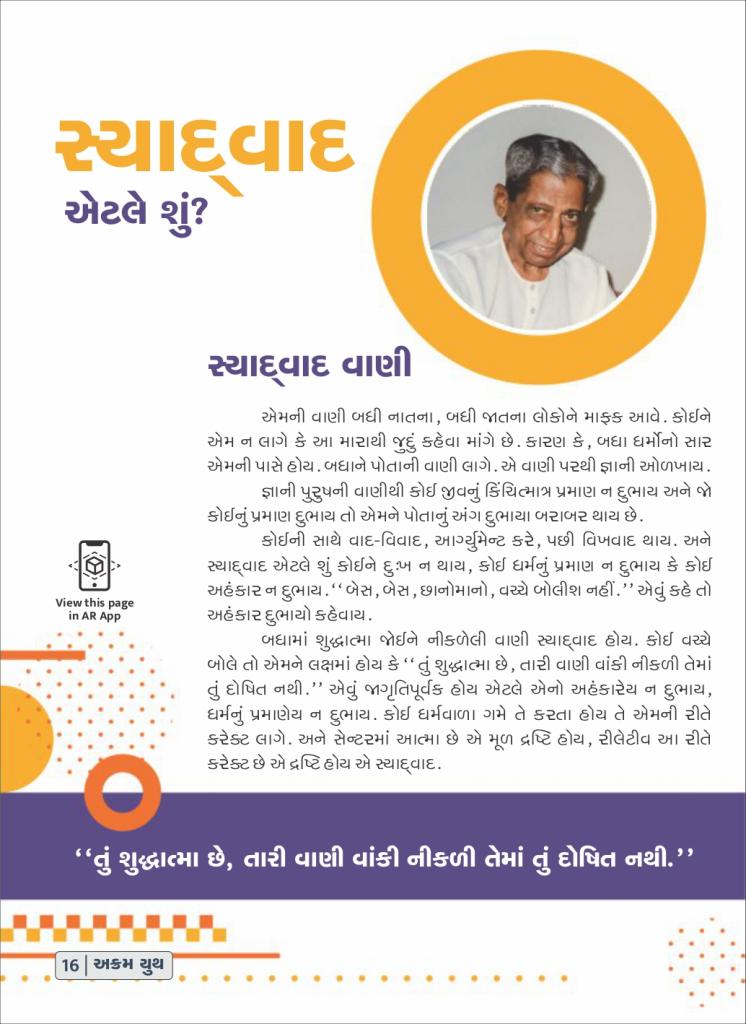 સ્યાદ્‌વાદ
એટલે શું?
સ્યાદ્‌વાદ વાણી
એમની વાણી બધી નાતના, બધી જાતના લોકોને માફક આવે. કોઈને
એમ ન લાગે કે આ મારાથી જુદું કહેવા માંગે છે. કારણ કે, બધા ધર્મોનો સાર
એમની પાસે હોય. બધાને પોતાની વાણી લાગે. એ વાણી પરથી જ્ઞાની ઓળખાય.
જ્ઞાની પુરુષની વાણીથી કોઈ જીવનું કિંચિત્માત્ર પ્રમાણ ન દુભાય અને જો
કોઈનું પ્રમાણ દુભાય તો એમને પોતાનું અંગ દુભાયા બરાબર થાય છે.
કોઈની સાથે વાદ-વિવાદ, આર્ગ્યુમેન્ટ કરે, પછી વિખવાદ થાય. અને
સ્યાદ્‌વાદ એટલે શું કોઈને દુઃખ ન થાય, કોઈ ધર્મનું પ્રમાણ ન દુભાય કે કોઈ
અહંકાર ન દુભાય. ‘‘બેસ, બેસ, છાનોમાનો, વચ્ચે બોલીશ નહીં.’’ એવું કહે તો
અહંકાર દુભાયો કહેવાય.
બધામાં શુદ્ધાત્મા જોઈને નીકળેલી વાણી સ્યાદ્‌વાદ હોય. કોઈ વચ્ચે
બોલે તો એમને લક્ષમાં હોય કે ‘‘તું શુદ્ધાત્મા છે, તારી વાણી વાંકી નીકળી તેમાં
તું દોષિત નથી.’’ એવું જાગૃતિપૂર્વક હોય એટલે એનો અહંકારેય ન દુભાય,
ધર્મનું પ્રમાણેય ન દુભાય. કોઈ ધર્મવાળા ગમે તે કરતા હોય તે એમની રીતે
કરેક્ટ લાગે. અને સેન્ટરમાં આત્મા છે એ મૂળ દ્રષ્ટિ હોય, રીલેટીવ આ રીતે
કરેક્ટ છે એ દ્રષ્ટિ હોય એ સ્યાદ્‌વાદ.
View this page
in AR App
‘‘તું શુદ્ધાત્મા છે, તારી વાણી વાંકી નીકળી તેમાં તું દોષિત નથી.’’
16 | અક્રમ યુથ